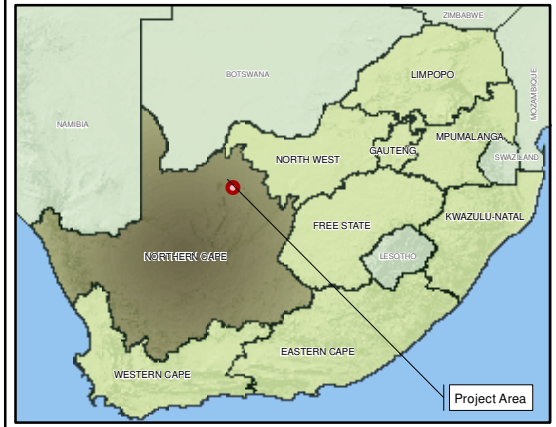 ZIMBABWE
LIMPOPO
BOTSWANA
MOZAMBIQUE
NAMIBIA
MPUMALANGA
GAUTENG
NORTH WEST
SWAZILAND
KWAZULU-NATAL
FREE STATE
LESOTHO
NORTHERN CAPE
EASTERN CAPE
WESTERN CAPE
Project Area